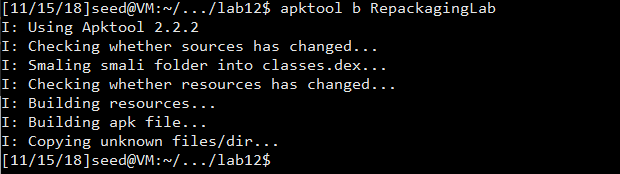 [11/15/18]seed@VM:~/.../lab12$ apktool b RepackagingLab
I: Using Apktool 2.2.2
I: Checking whether sources has changed...
I: Smaling smali folder into classes.dex...
I: Checking whether resources has changed...
I: Building resources...
I: Building apk file...
I: Copying unknown files/dir...
[11/15/18]seed@VM:~/.../lab12$